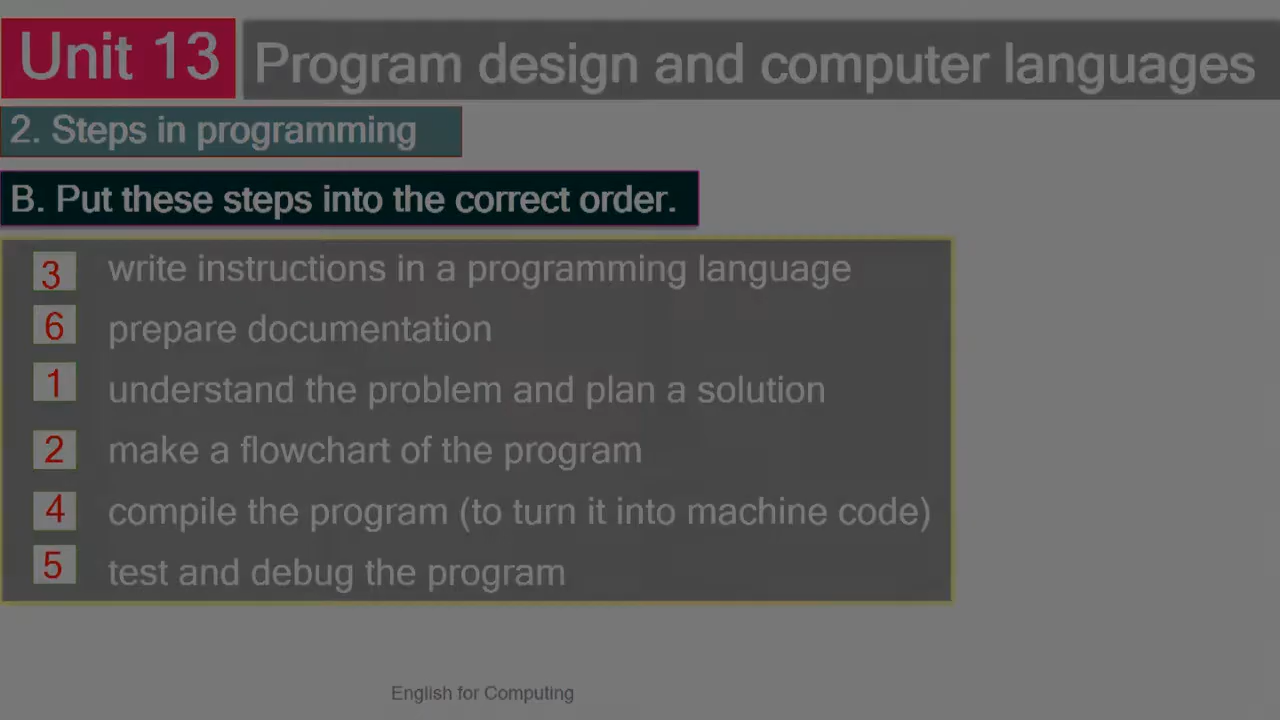 Unit 13 Program design and computer languages
2. Steps in programming
B. Put these steps into the correct order.
3 write instructions in a programming language
6 prepare documentation
1 understand the problem and plan a solution
2 make a flowchart of the program
4 compile the program (to turn it into machine code)
5 test and debug the program
English for Computing